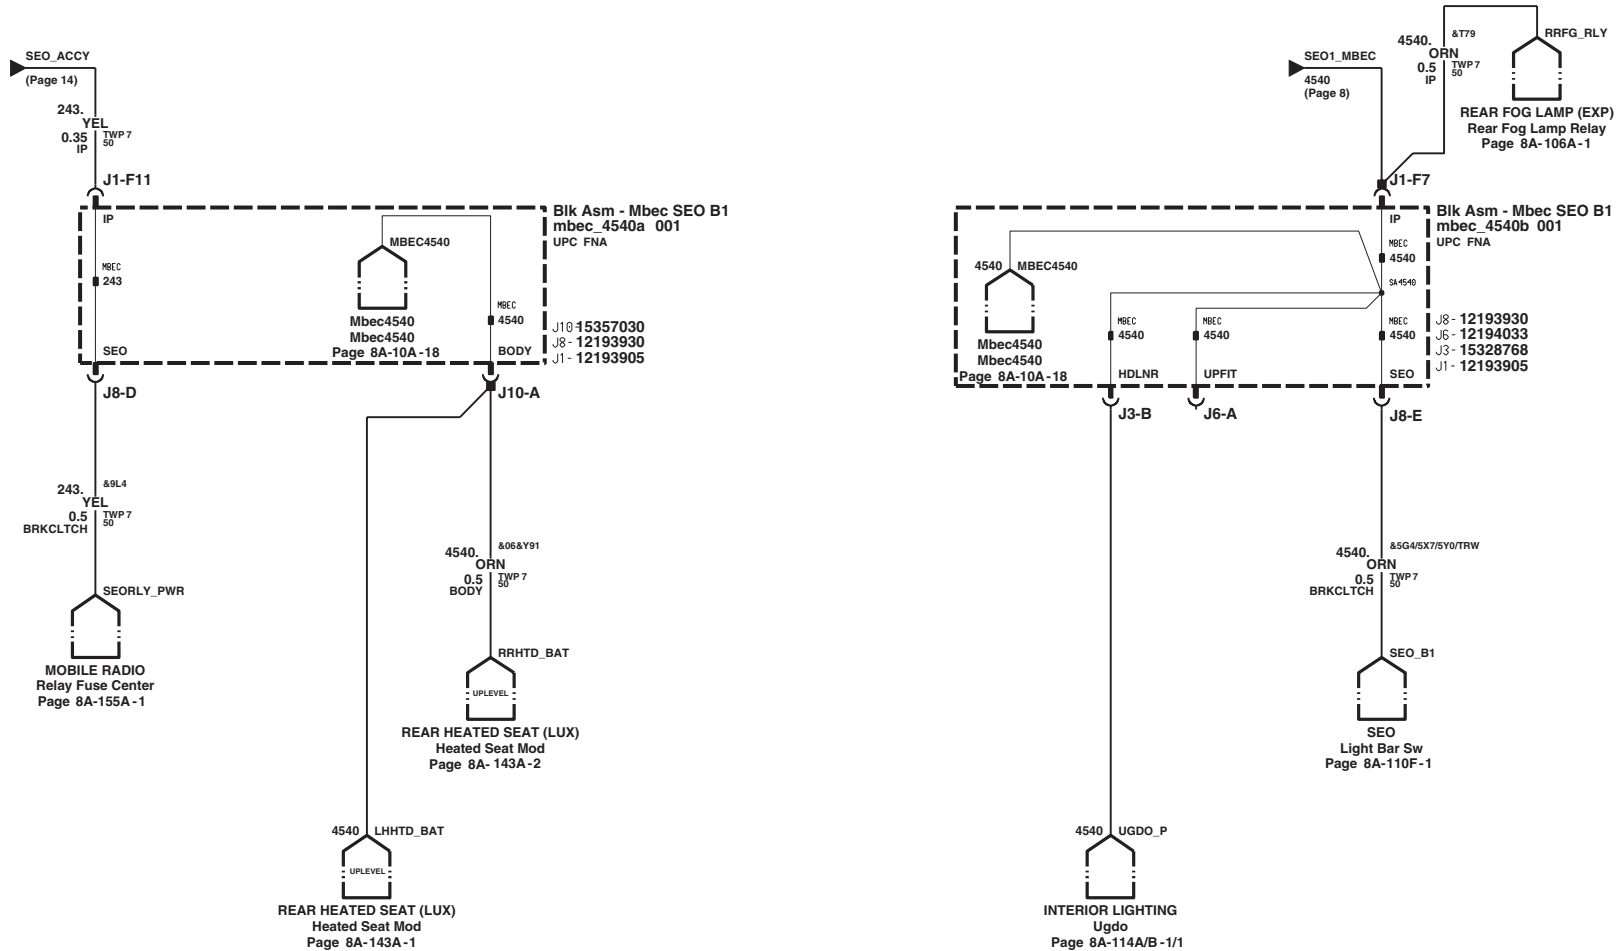 SEO_ACCY
(Page 14)
243.
YEL
0.35
IP
TWP 7
50
J1-F11
IP
MBEC
243
SEO
J8-D
MBEC4540
Mbec4540
Mbec4540
Page 8A-10A-18
MBEC
4540
BODY
J10-A
Blk Asm - Mbec SEO B1
mbec_4540a 001
UPC FNA
J10-15357030
J8- 12193930
J1- 12193905
243.
&9L4
YEL
0.5
BRKCLTCH
TWP 7
50
SEORLY_PWR
MOBILE RADIO
Relay Fuse Center
Page 8A-155A-1
4540.
&06&Y91
ORN
0.5
BODY
TWP 7
50
RRHTD_BAT
UPLEVEL
REAR HEATED SEAT (LUX)
Heated Seat Mod
Page 8A- 143A-2
4540 LHHTD_BAT
UPLEVEL
REAR HEATED SEAT (LUX)
Heated Seat Mod
Page 8A-143A-1
SEO1_MBEC
4540
(Page 8)
4540.
&T79
ORN
0.5
IP
TWP 7
50
RRFG_RLY
REAR FOG LAMP (EXP)
Rear Fog Lamp Relay
Page 8A-106A-1
J1-F7
IP
MBEC
4540
SA4540
4540 MBEC4540
Mbec4540
Mbec4540
Page 8A-10A-18
MBEC
4540
HDLNR
J3-B
MBEC
4540
UPFIT
J6-A
MBEC
4540
SEO
J8-E
Blk Asm - Mbec SEO B1
mbec_4540b 001
UPC FNA
J8- 12193930
J6- 12194033
J3- 15328768
J1- 12193905
4540.
&5G4/5X7/5Y0/TRW
ORN
0.5
BRKCLTCH
TWP 7
50
SEO_B1
SEO
Light Bar Sw
Page 8A-110F-1
4540 UGDO_P
INTERIOR LIGHTING
Ugdo
Page 8A-114A/B-1/1